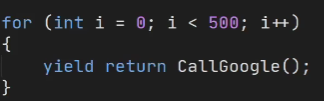 for (int i = 0; i < 500; i++)
{
    yield return CallGoogle();
}